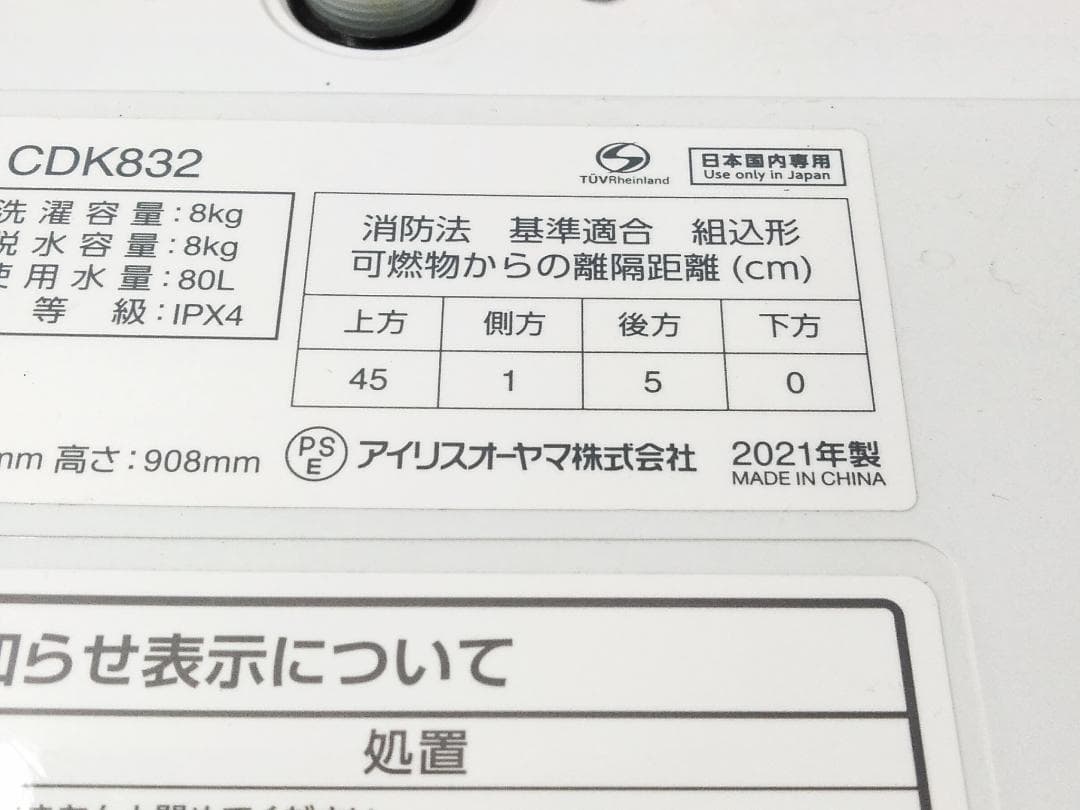 CDK832
TÜVRheinland
日本国内専用
Use only in Japan
洗濯容量:8kg
脱水容量:8kg
使用水量:80L
等級:IPX4
消防法 基準適合 組込形
可燃物からの離隔距離(cm)
上方 側方 後方 下方
45 1 5 0
mm 高さ:908mm
PSE アイリスオーヤマ株式会社 2021年製
MADE IN CHINA
知らせ表示について
処置